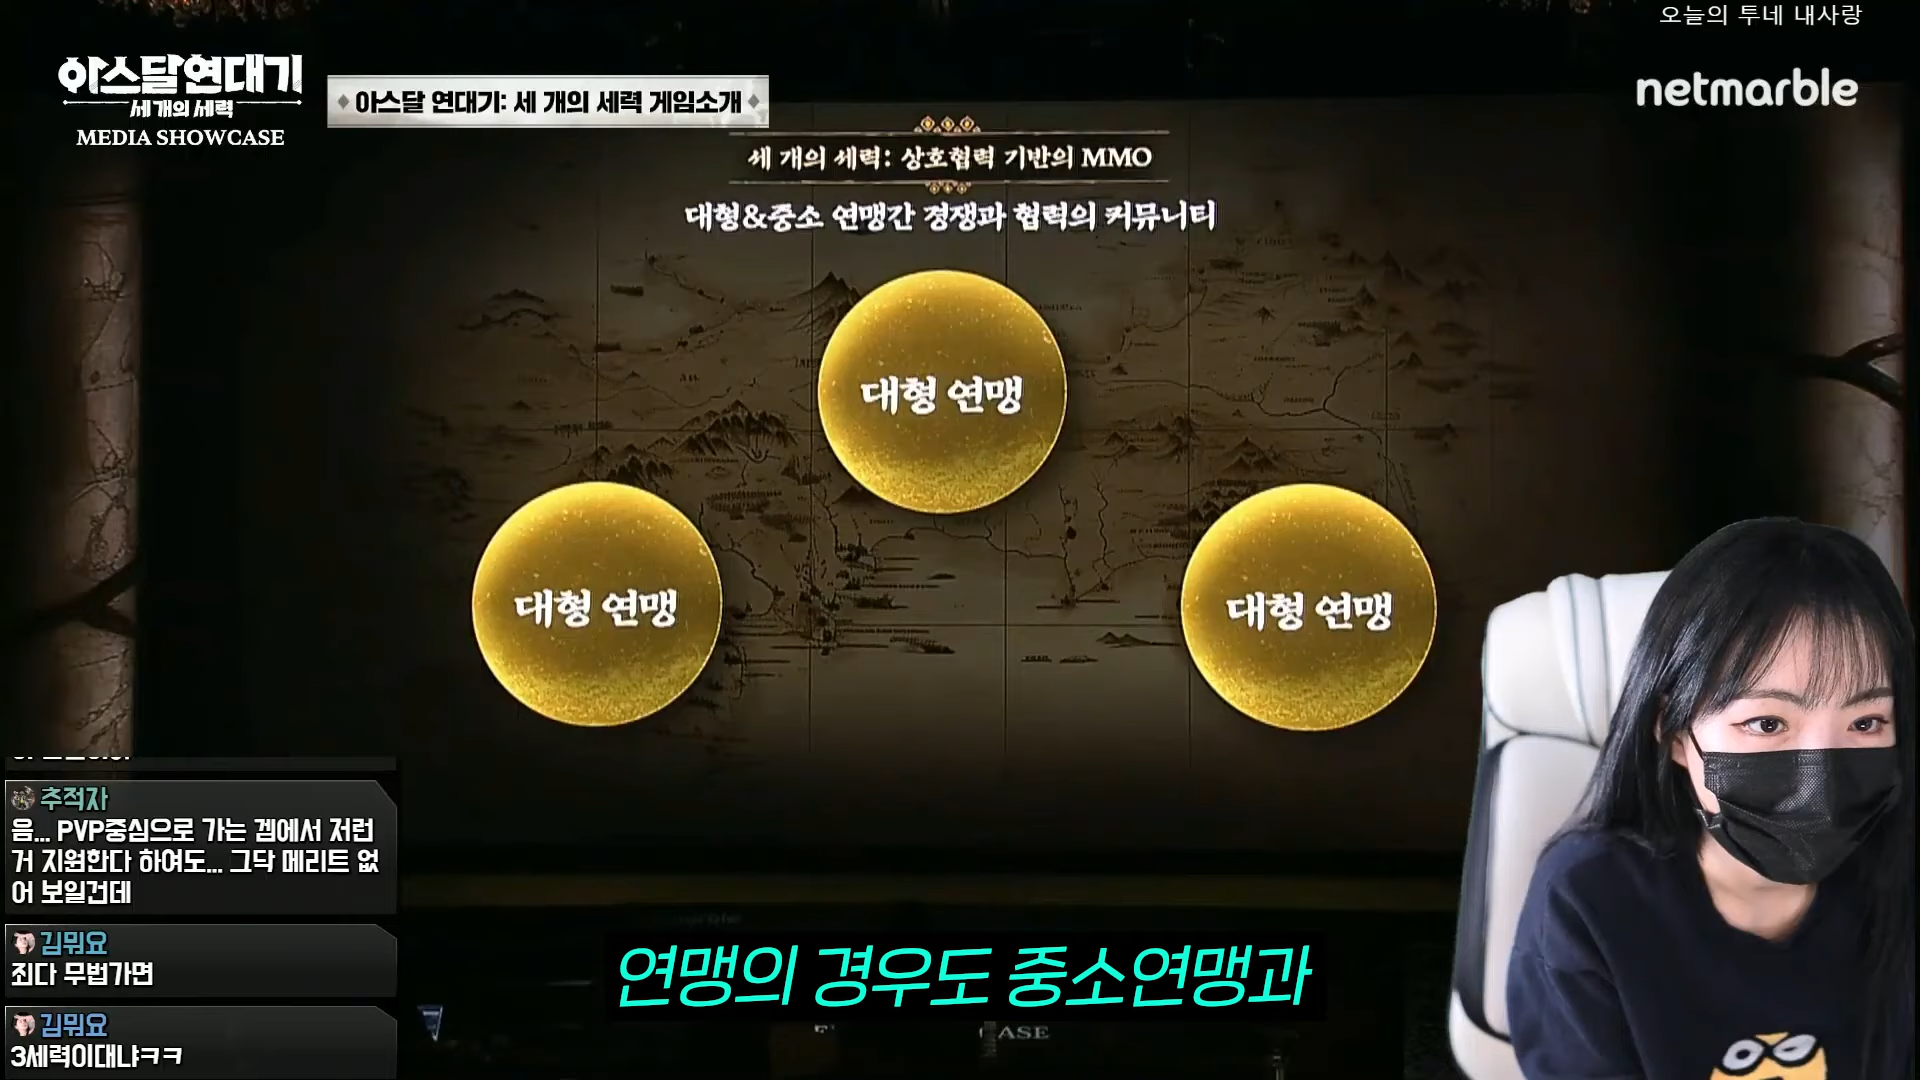 오늘의 투네 내사랑
아스달연대기
세 개의 세력
MEDIA SHOWCASE
아스달 연대기: 세 개의 세력 게임소개
netmarble
세 개의 세력: 상호협력 기반의 MMO
대형&중소 연맹간 경쟁과 협력의 커뮤니티
대형 연맹
대형 연맹
대형 연맹
추적자
음... PVP중심으로 가는 겜에서 저런
거 지원한다 하여도... 그닥 메리트 없
어 보일건데
김뭐요
죄다 무법가면
김뭐요
3세력이대냐ㅋㅋ
연맹의 경우도 중소연맹과
CASE